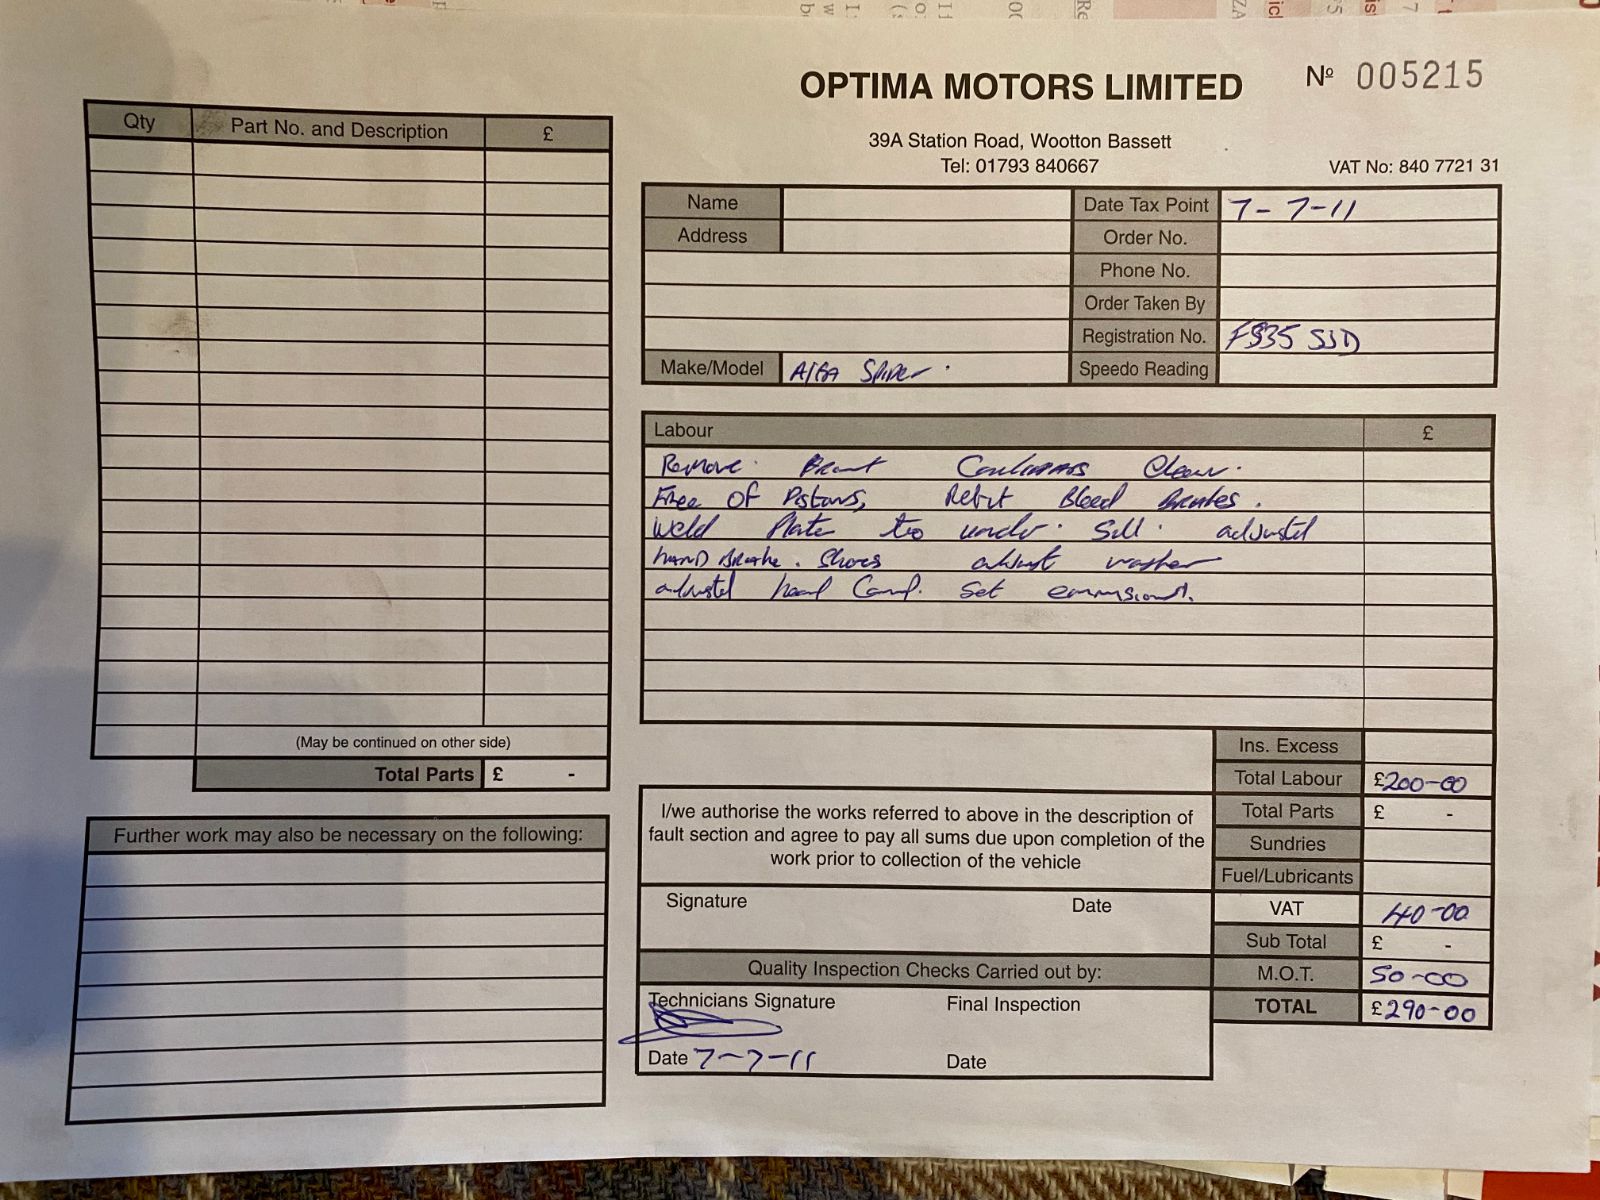 OPTIMA MOTORS LIMITED
Nº 005215
39A Station Road, Wootton Bassett
Tel: 01793 840667
VAT No: 840 7721 31
Qty Part No. and Description £
(May be continued on other side)
Total Parts £ -
Further work may also be necessary on the following:
Name
Address
Make/Model Alfa Spider.
Date Tax Point 7-7-11
Order No.
Phone No.
Order Taken By
Registration No. SSD
Speedo Reading
Labour £
Remove Clean.
Free of Pistons, Refit Bleed Brakes.
weld Plate too under Sill adjusted
HAND Brake. Shoes adjust washer
adjusted head Set
Ins. Excess
Total Labour £200-00
Total Parts £ -
Sundries
Fuel/Lubricants
VAT 40-00
Sub Total £ -
M.O.T. 50-00
TOTAL £290-00
I/we authorise the works referred to above in the description of
fault section and agree to pay all sums due upon completion of the
work prior to collection of the vehicle
Signature Date
Quality Inspection Checks Carried out by:
Technicians Signature Final Inspection
Date 7-7-11 Date